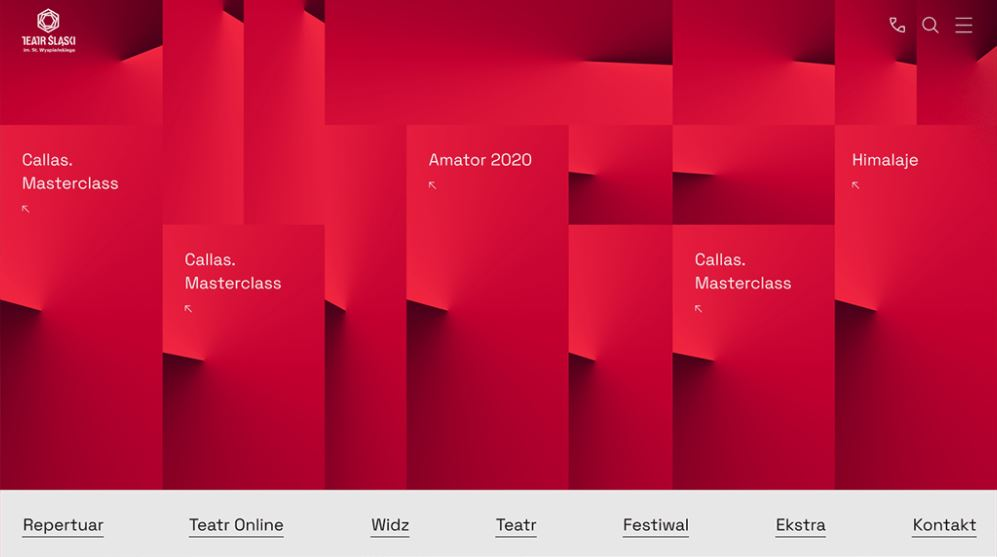 TEATR ŚLĄSKI
im. St. Wyspiańskiego
Callas.
Masterclass
Amator 2020
Himalaje
Callas.
Masterclass
Callas.
Masterclass
Repertuar
Teatr Online
Widz
Teatr
Festiwal
Ekstra
Kontakt